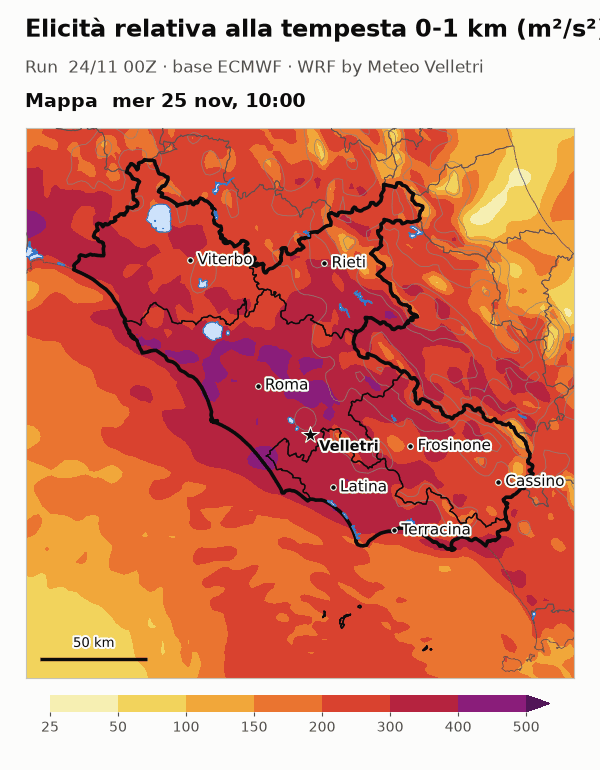 Elicità relativa alla tempesta 0-1 km (m²/s²)
Run  24/11 00Z · base ECMWF · WRF by Meteo Velletri
Mappa  mer 25 nov, 10:00
Viterbo
Rieti
Roma
Velletri
Frosinone
Cassino
Latina
Terracina
50 km
25 50 100 150 200 300 400 500